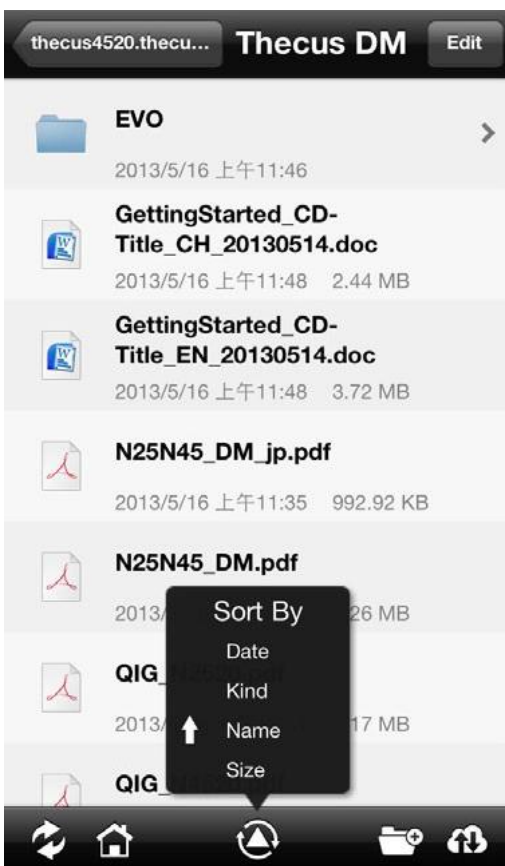 thecus4520.thecu...
Thecus DM
Edit
EVO
2013/5/16 上午11:46
GettingStarted_CD-
Title_CH_20130514.doc
2013/5/16 上午11:48 2.44 MB
GettingStarted_CD-
Title_EN_20130514.doc
2013/5/16 上午11:48 3.72 MB
N25N45_DM_jp.pdf
2013/5/16 上午11:35 992.92 KB
N25N45_DM.pdf
2013/ 26 MB
QIG_
2013/ 17 MB
QIG_
Sort By
Date
Kind
Name
Size